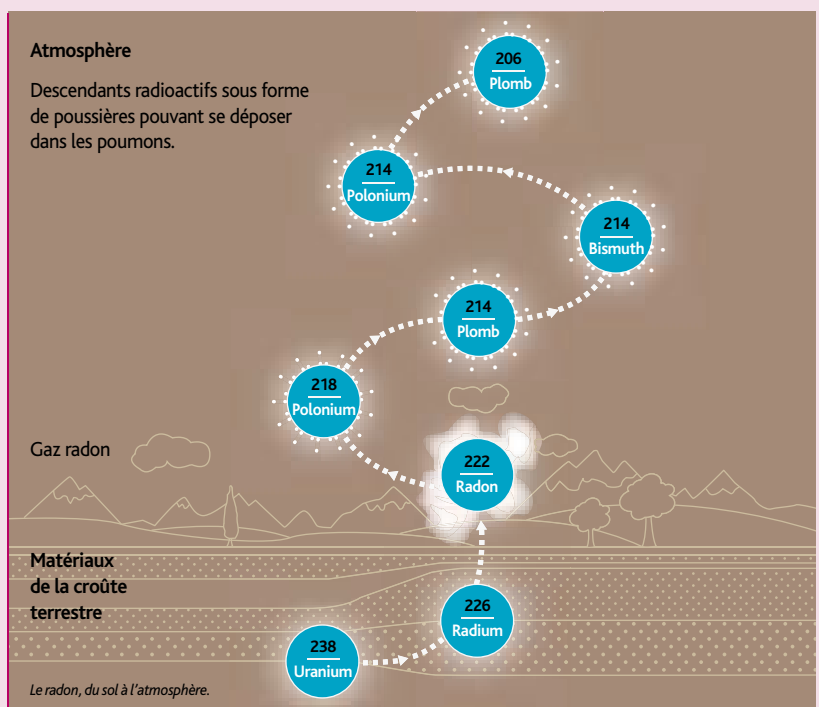 Atmosphère
Descendants radioactifs sous forme
de poussières pouvant se déposer
dans les poumons.
206
Plomb
214
Polonium
214
Bismuth
214
Plomb
218
Polonium
Gaz radon
222
Radon
Matériaux
de la croûte
terrestre
226
Radium
238
Uranium
Le radon, du sol à l'atmosphère.